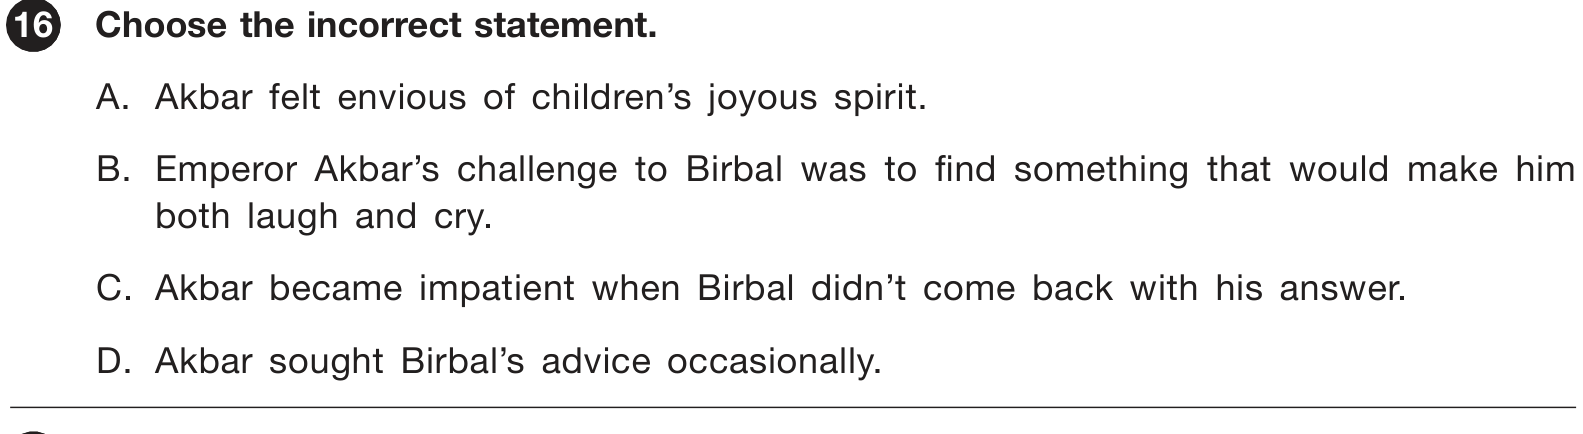 16 Choose the incorrect statement.
A. Akbar felt envious of children’s joyous spirit.
B. Emperor Akbar’s challenge to Birbal was to find something that would make him
both laugh and cry.
C. Akbar became impatient when Birbal didn’t come back with his answer.
D. Akbar sought Birbal’s advice occasionally.